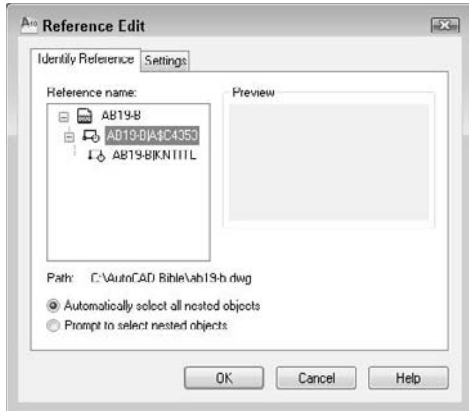 Reference Edit
Identify Reference
Settings
Reference name:
Preview
AB19-B
AB19-B|A$C4353
AB19-B|KNTITL
Path: C:\AutoCAD Bible\ab19-b.dwg
Automatically select all nested objects
Prompt to select nested objects
OK
Cancel
Help